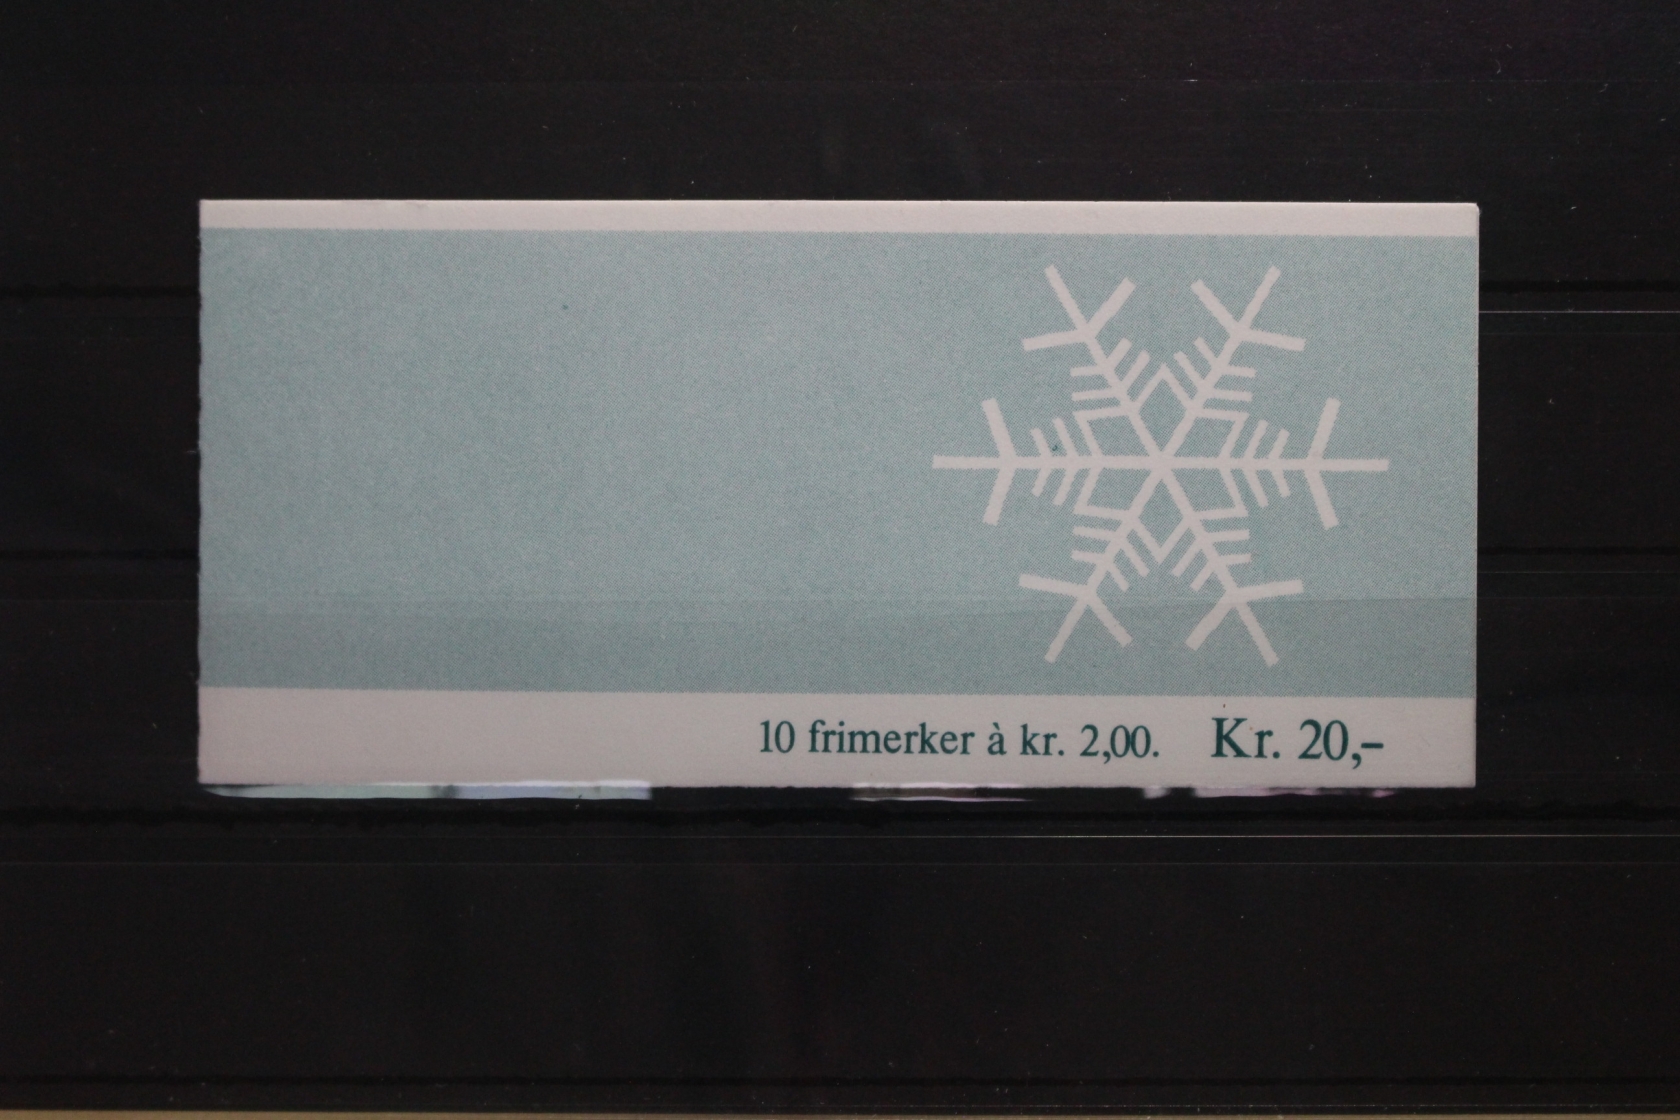 10 frimerker à kr. 2,00. Kr. 20,–